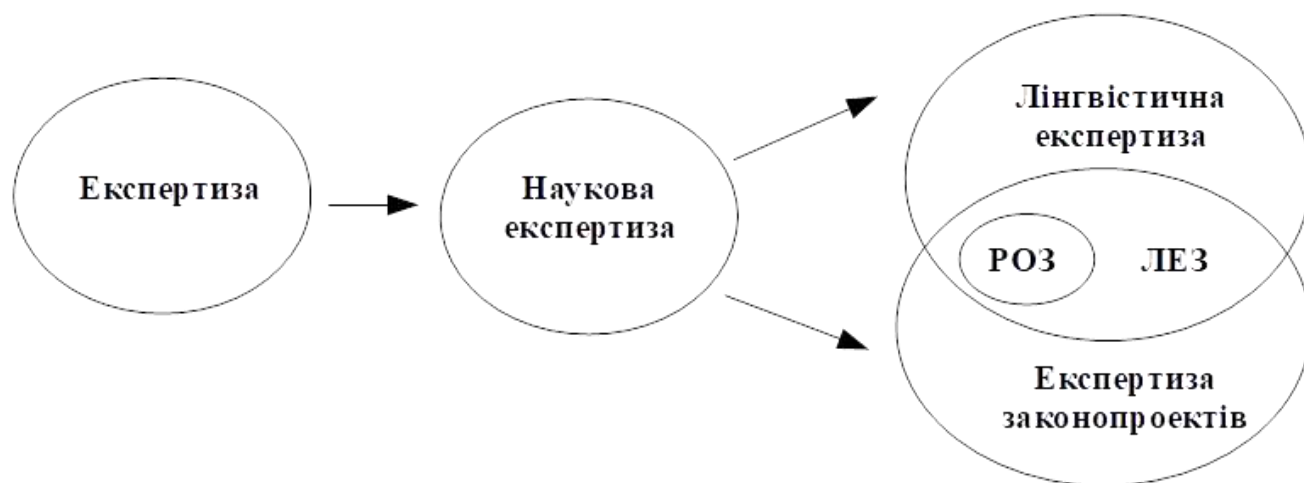 Експертиза
Наукова
експертиза
Лінгвістична
експертиза
РОЗ ЛЕЗ
Експертиза
законопроектів